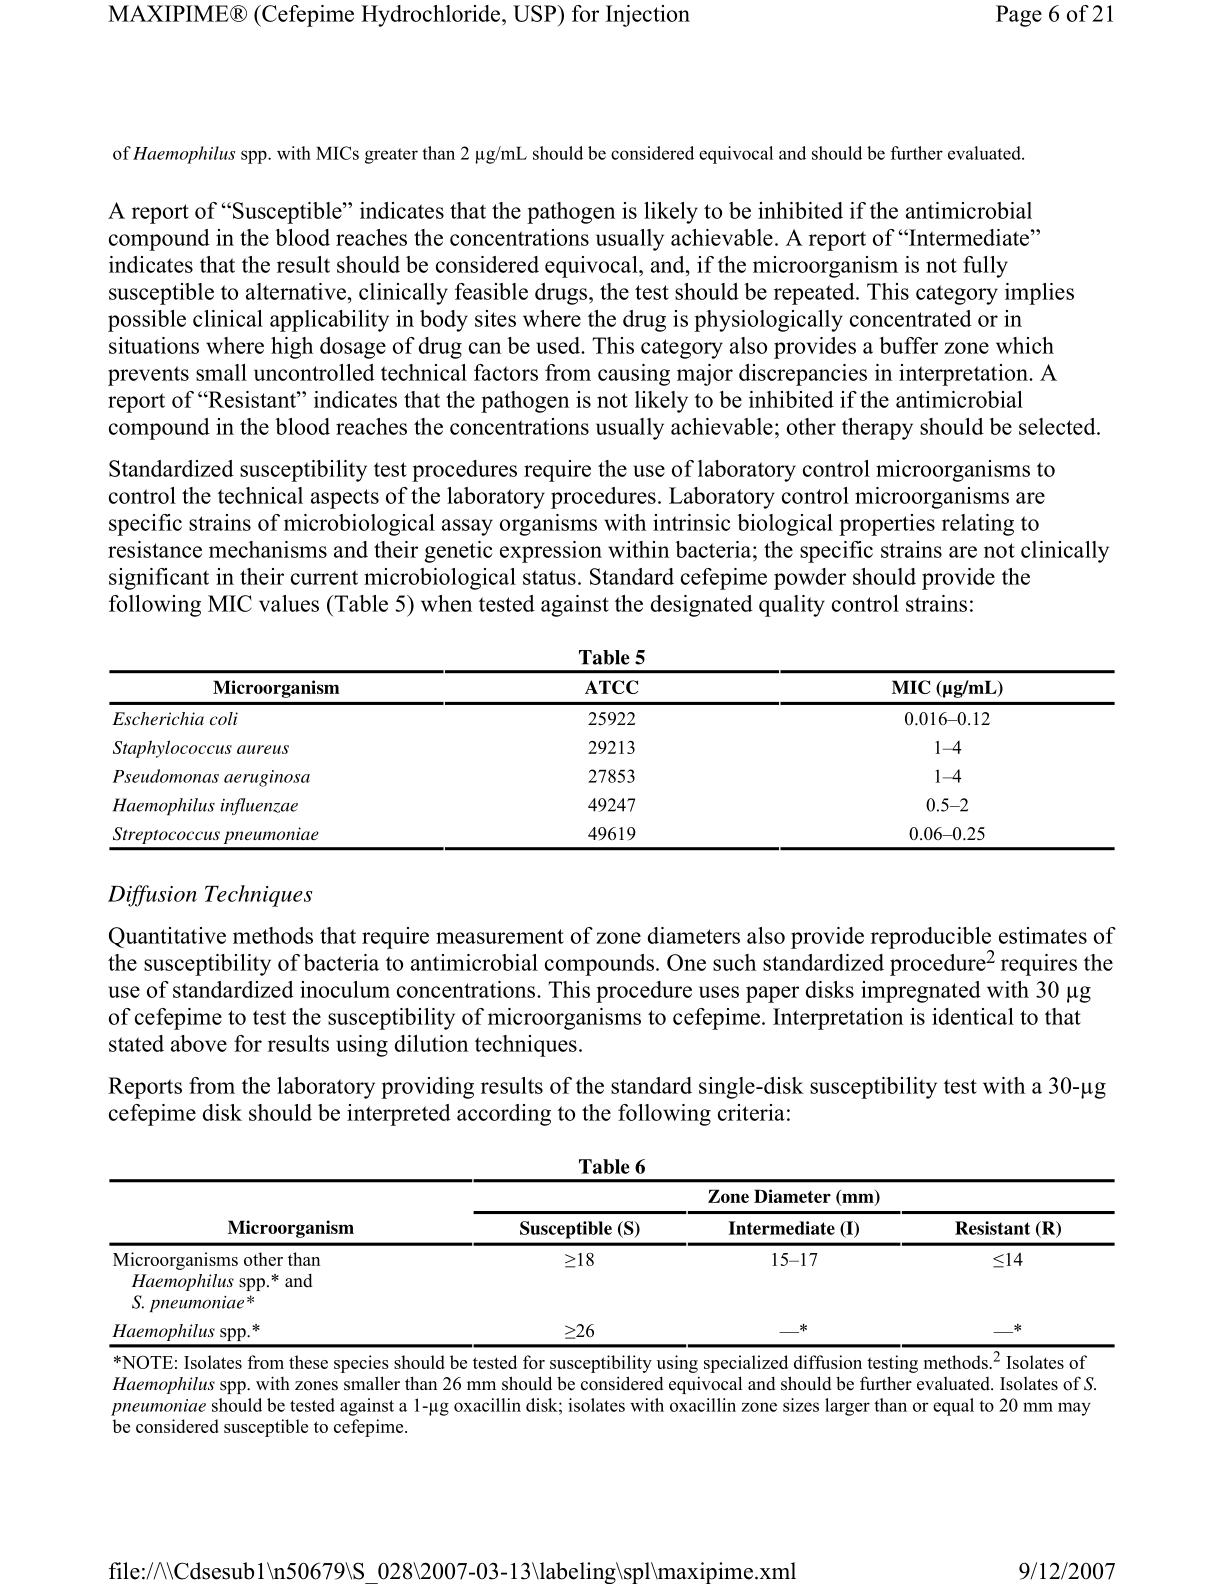 MAXIPIME® (Cefepime Hydrochloride, USP) for Injection Page 6 of 21
of Haemophilus spp. with MICs greater than 2 µg/mL should be considered equivocal and should be further evaluated.
A report of “Susceptible” indicates that the pathogen is likely to be inhibited if the antimicrobial
compound in the blood reaches the concentrations usually achievable. A report of “Intermediate”
indicates that the result should be considered equivocal, and, if the microorganism is not fully
susceptible to alternative, clinically feasible drugs, the test should be repeated. This category implies
possible clinical applicability in body sites where the drug is physiologically concentrated or in
situations where high dosage of drug can be used. This category also provides a buffer zone which
prevents small uncontrolled technical factors from causing major discrepancies in interpretation. A
report of “Resistant” indicates that the pathogen is not likely to be inhibited if the antimicrobial
compound in the blood reaches the concentrations usually achievable; other therapy should be selected.
Standardized susceptibility test procedures require the use of laboratory control microorganisms to
control the technical aspects of the laboratory procedures. Laboratory control microorganisms are
specific strains of microbiological assay organisms with intrinsic biological properties relating to
resistance mechanisms and their genetic expression within bacteria; the specific strains are not clinically
significant in their current microbiological status. Standard cefepime powder should provide the
following MIC values (Table 5) when tested against the designated quality control strains:
Table 5
Microorganism ATCC MIC (µg/mL)
Escherichia coli 25922 0.016–0.12
Staphylococcus aureus 29213 1–4
Pseudomonas aeruginosa 27853 1–4
Haemophilus influenzae 49247 0.5–2
Streptococcus pneumoniae 49619 0.06–0.25
Diffusion Techniques
Quantitative methods that require measurement of zone diameters also provide reproducible estimates of
the susceptibility of bacteria to antimicrobial compounds. One such standardized procedure2 requires the
use of standardized inoculum concentrations. This procedure uses paper disks impregnated with 30 µg
of cefepime to test the susceptibility of microorganisms to cefepime. Interpretation is identical to that
stated above for results using dilution techniques.
Reports from the laboratory providing results of the standard single-disk susceptibility test with a 30-µg
cefepime disk should be interpreted according to the following criteria:
Table 6
Zone Diameter (mm)
Microorganism Susceptible (S) Intermediate (I) Resistant (R)
Microorganisms other than ≥18 15–17 ≤14
Haemophilus spp.* and
S. pneumoniae*
Haemophilus spp.* ≥26 —* —*
*NOTE: Isolates from these species should be tested for susceptibility using specialized diffusion testing methods.2 Isolates of
Haemophilus spp. with zones smaller than 26 mm should be considered equivocal and should be further evaluated. Isolates of S.
pneumoniae should be tested against a 1-µg oxacillin disk; isolates with oxacillin zone sizes larger than or equal to 20 mm may
be considered susceptible to cefepime.
file://\\Cdsesub1\n50679\S_028\2007-03-13\labeling\spl\maxipime.xml 9/12/2007